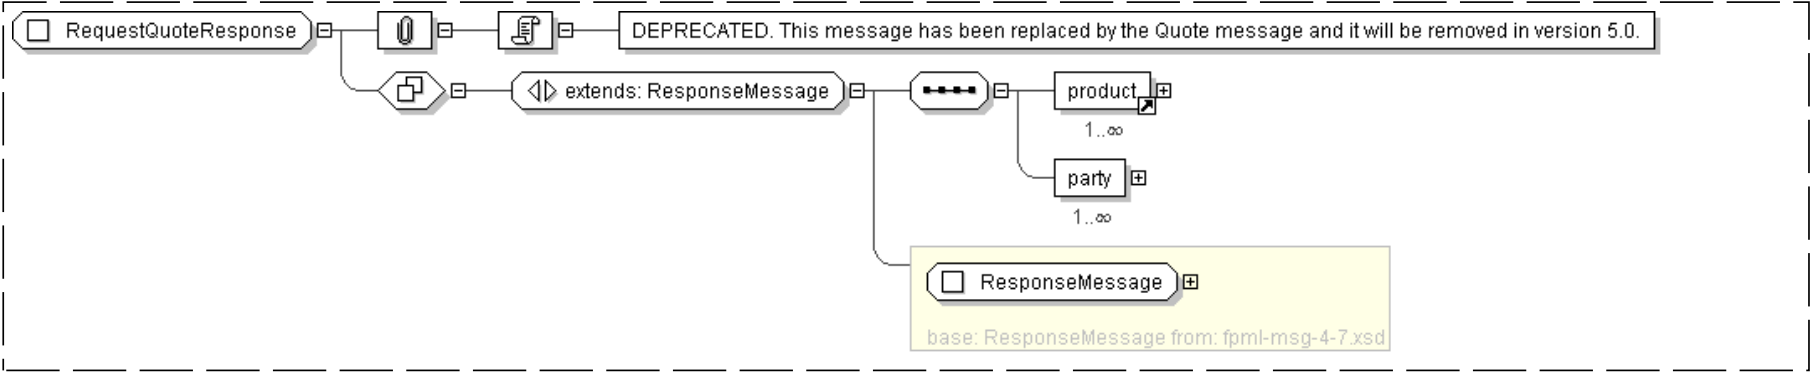 RequestQuoteResponse
DEPRECATED. This message has been replaced by the Quote message and it will be removed in version 5.0.
extends: ResponseMessage
product
1..∞
party
1..∞
ResponseMessage
base: ResponseMessage from: fpml-msg-4-7.xsd